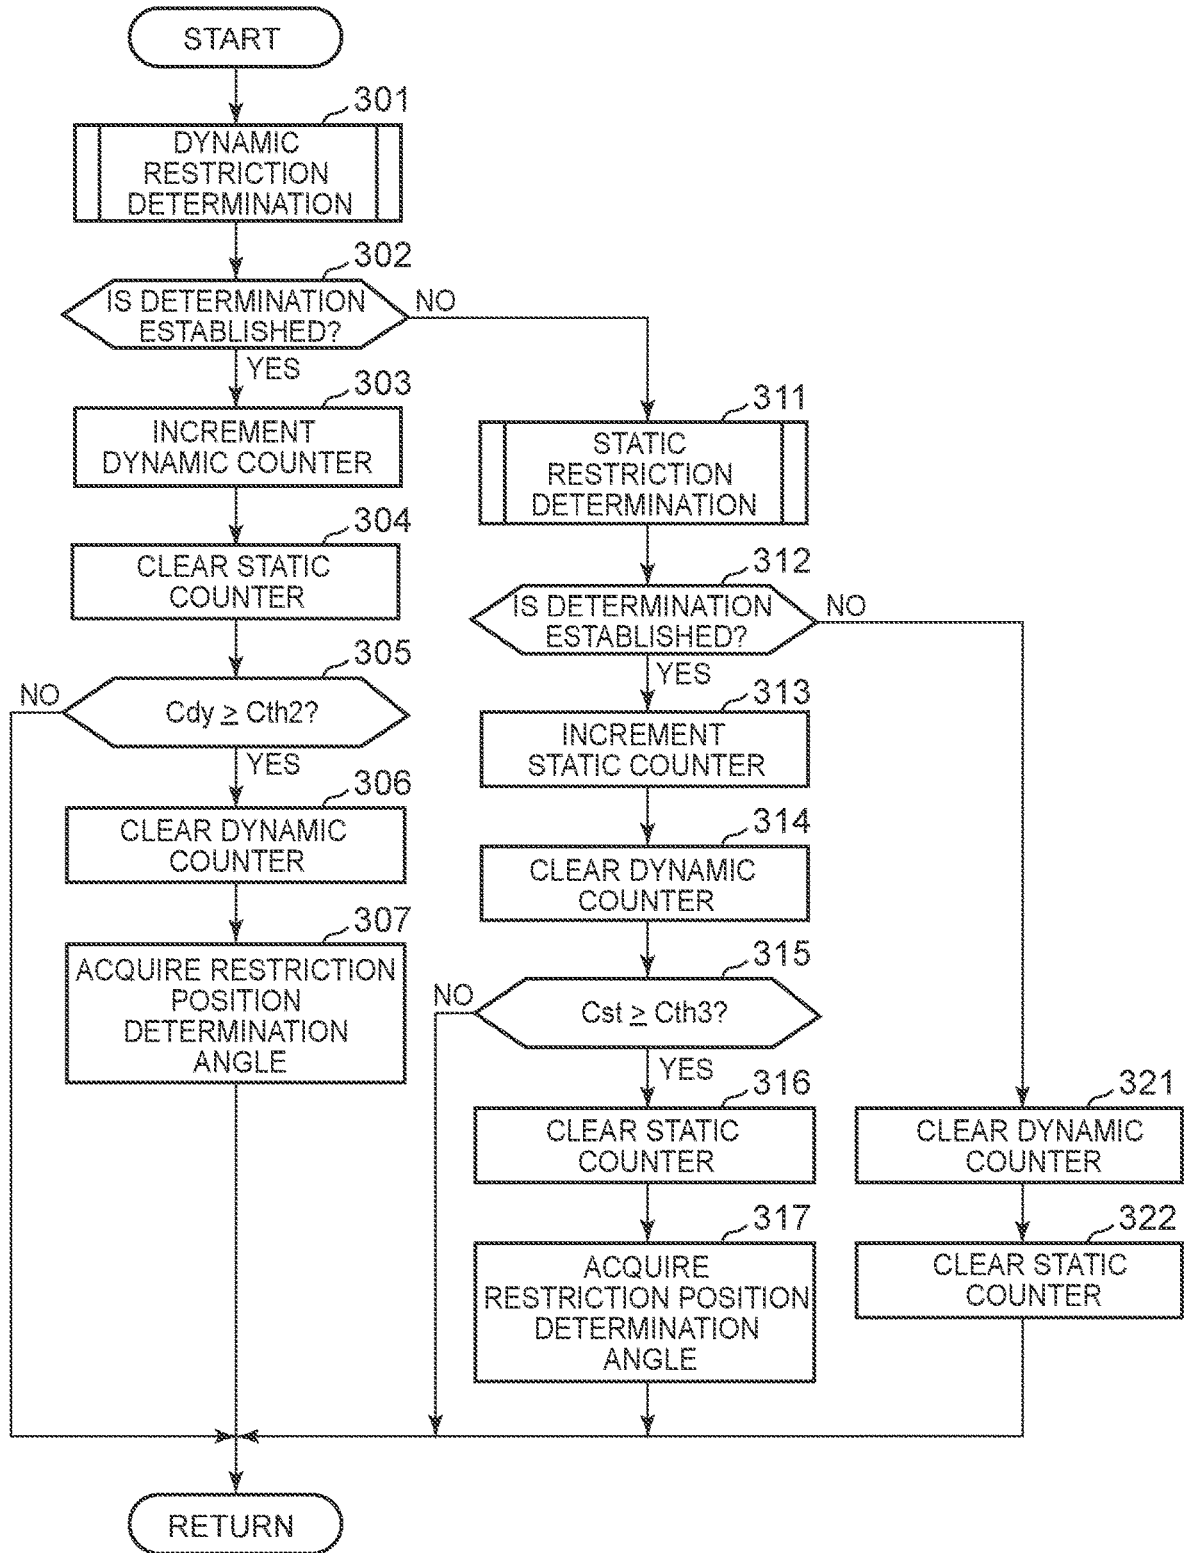 START
301
DYNAMIC
RESTRICTION
DETERMINATION
302
IS DETERMINATION
ESTABLISHED?
NO
YES
303
INCREMENT
DYNAMIC COUNTER
304
CLEAR STATIC
COUNTER
305
NO
Cdy ≥ Cth2?
YES
306
CLEAR DYNAMIC
COUNTER
307
ACQUIRE RESTRICTION
POSITION
DETERMINATION
ANGLE
311
STATIC
RESTRICTION
DETERMINATION
312
IS DETERMINATION
ESTABLISHED?
NO
YES
313
INCREMENT
STATIC COUNTER
314
CLEAR DYNAMIC
COUNTER
315
NO
Cst ≥ Cth3?
YES
316
CLEAR STATIC
COUNTER
317
ACQUIRE
RESTRICTION POSITION
DETERMINATION
ANGLE
321
CLEAR DYNAMIC
COUNTER
322
CLEAR STATIC
COUNTER
RETURN